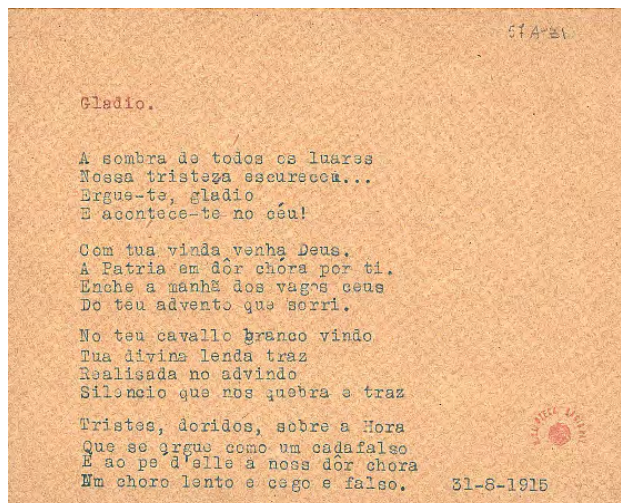 57A-21
Gladio.
A sombra de todos os luares
Nossa tristeza escureceu...
Ergue-te, gladio
E acontece-te no céu!
Com tua vinda venha Deus.
A Patria em dôr chóra por ti.
Enche a manhã dos vagos ceus
Do teu advento que sorri.
No teu cavallo branco vindo
Tua divina lenda traz
Realisada no advindo
Silencio que nos quebra e traz
Tristes, doridos, sobre a Hora
Que se ergue como um cadafalso
E ao pe d'elle a noss dôr chora
Um choro lento e cego e falso.
31-8-1915